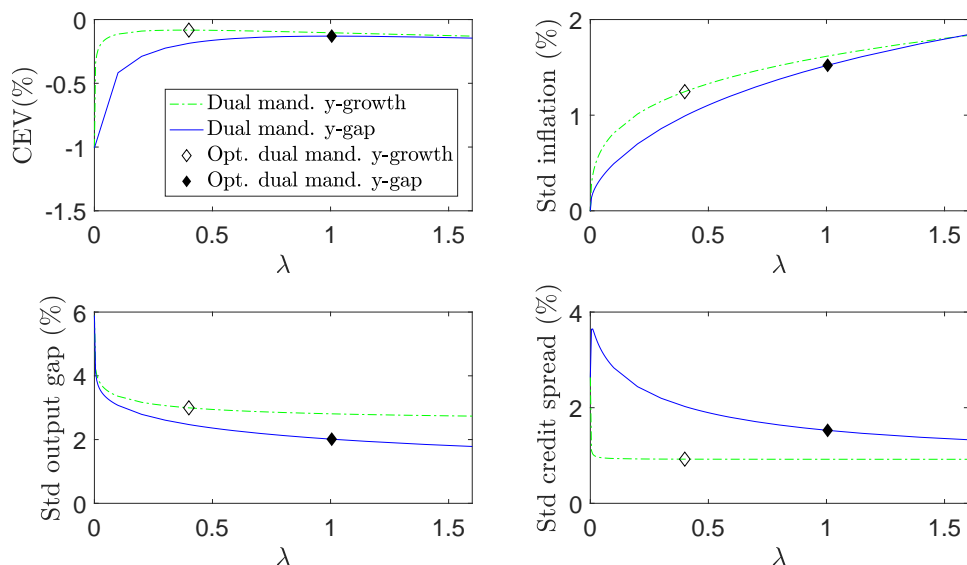 0
-0.5
-1
-1.5
CEV(%)
Dual mand. y-growth
Dual mand. y-gap
Opt. dual mand. y-growth
Opt. dual mand. y-gap
0 0.5 1 1.5
λ
2
1
0
Std inflation (%)
0 0.5 1 1.5
λ
6
4
2
0
Std output gap (%)
0 0.5 1 1.5
λ
4
2
0
Std credit spread (%)
0 0.5 1 1.5
λ